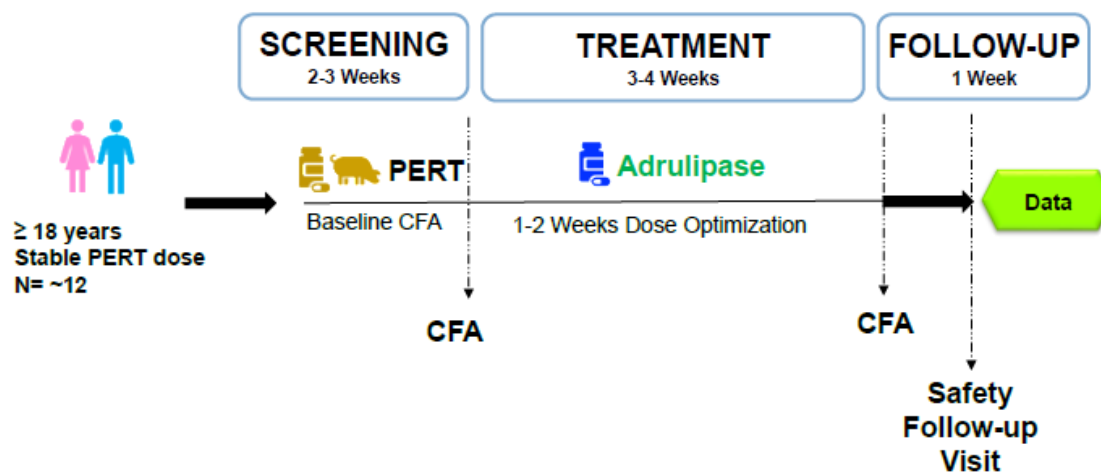 SCREENING
2-3 Weeks
TREATMENT
3-4 Weeks
FOLLOW-UP
1 Week
≥ 18 years
Stable PERT dose
N= ~12
PERT
Baseline CFA
Adrulipase
1-2 Weeks Dose Optimization
Data
CFA
CFA
Safety
Follow-up
Visit